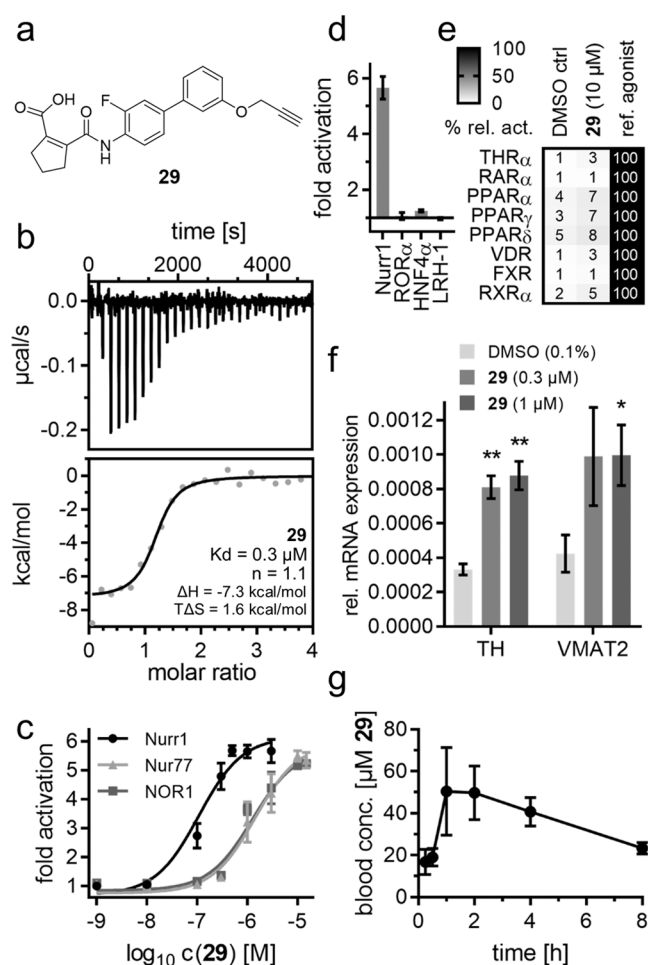 a
OH
O
O
N
H
F
O
29
b
time [s]
0 2000 4000
µcal/s
0.0
-0.1
-0.2
kcal/mol
0
-2
-4
-6
-8
29
Kd = 0.3 µM
n = 1.1
ΔH = -7.3 kcal/mol
TΔS = 1.6 kcal/mol
0 1 2 3 4
molar ratio
c
fold activation
6
5
4
3
2
1
Nurr1
Nur77
NOR1
-9 -8 -7 -6 -5 -4
log10 c(29) [M]
d
fold activation
6
4
2
Nurr1
RORα
HNF4α
LRH-1
e
100
50
0
% rel. act.
DMSO ctrl
29 (10 µM)
ref. agonist
THRα 1 3 100
RARα 1 1 100
PPARα 4 7 100
PPARγ 3 7 100
PPARδ 5 8 100
VDR 1 3 100
FXR 1 1 100
RXRα 2 5 100
f
DMSO (0.1%)
29 (0.3 µM)
29 (1 µM)
rel. mRNA expression
0.0012
0.0010
0.0008
0.0006
0.0004
0.0002
0.0000
** ** *
TH VMAT2
g
blood conc. [µM 29]
80
60
40
20
0
0 2 4 6 8
time [h]